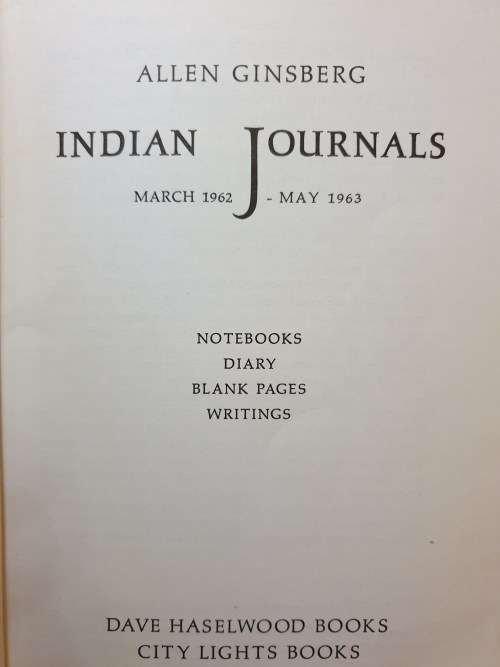 ALLEN GINSBERG
INDIAN JOURNALS
MARCH 1962 - MAY 1963
NOTEBOOKS
DIARY
BLANK PAGES
WRITINGS
DAVE HASELWOOD BOOKS
CITY LIGHTS BOOKS